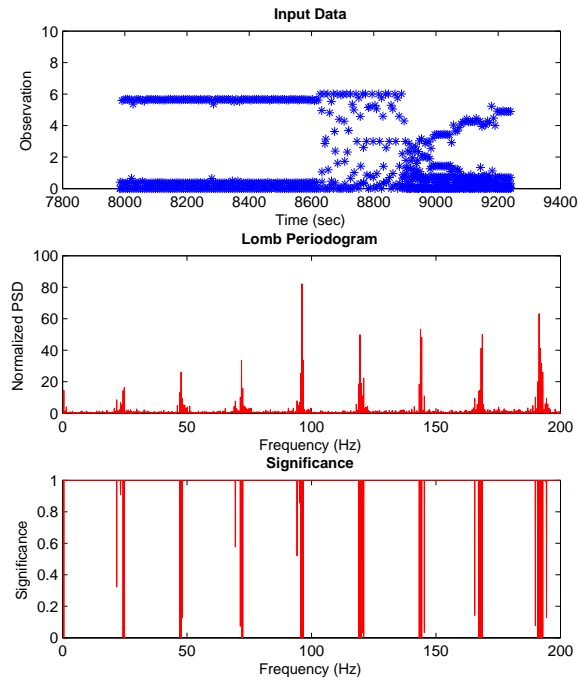 Input Data
10
8
6
4
2
0
Observation
7800 8000 8200 8400 8600 8800 9000 9200 9400
Time (sec)
Lomb Periodogram
100
80
60
40
20
0
Normalized PSD
0 50 100 150 200
Frequency (Hz)
Significance
1
0.8
0.6
0.4
0.2
0
Significance
0 50 100 150 200
Frequency (Hz)